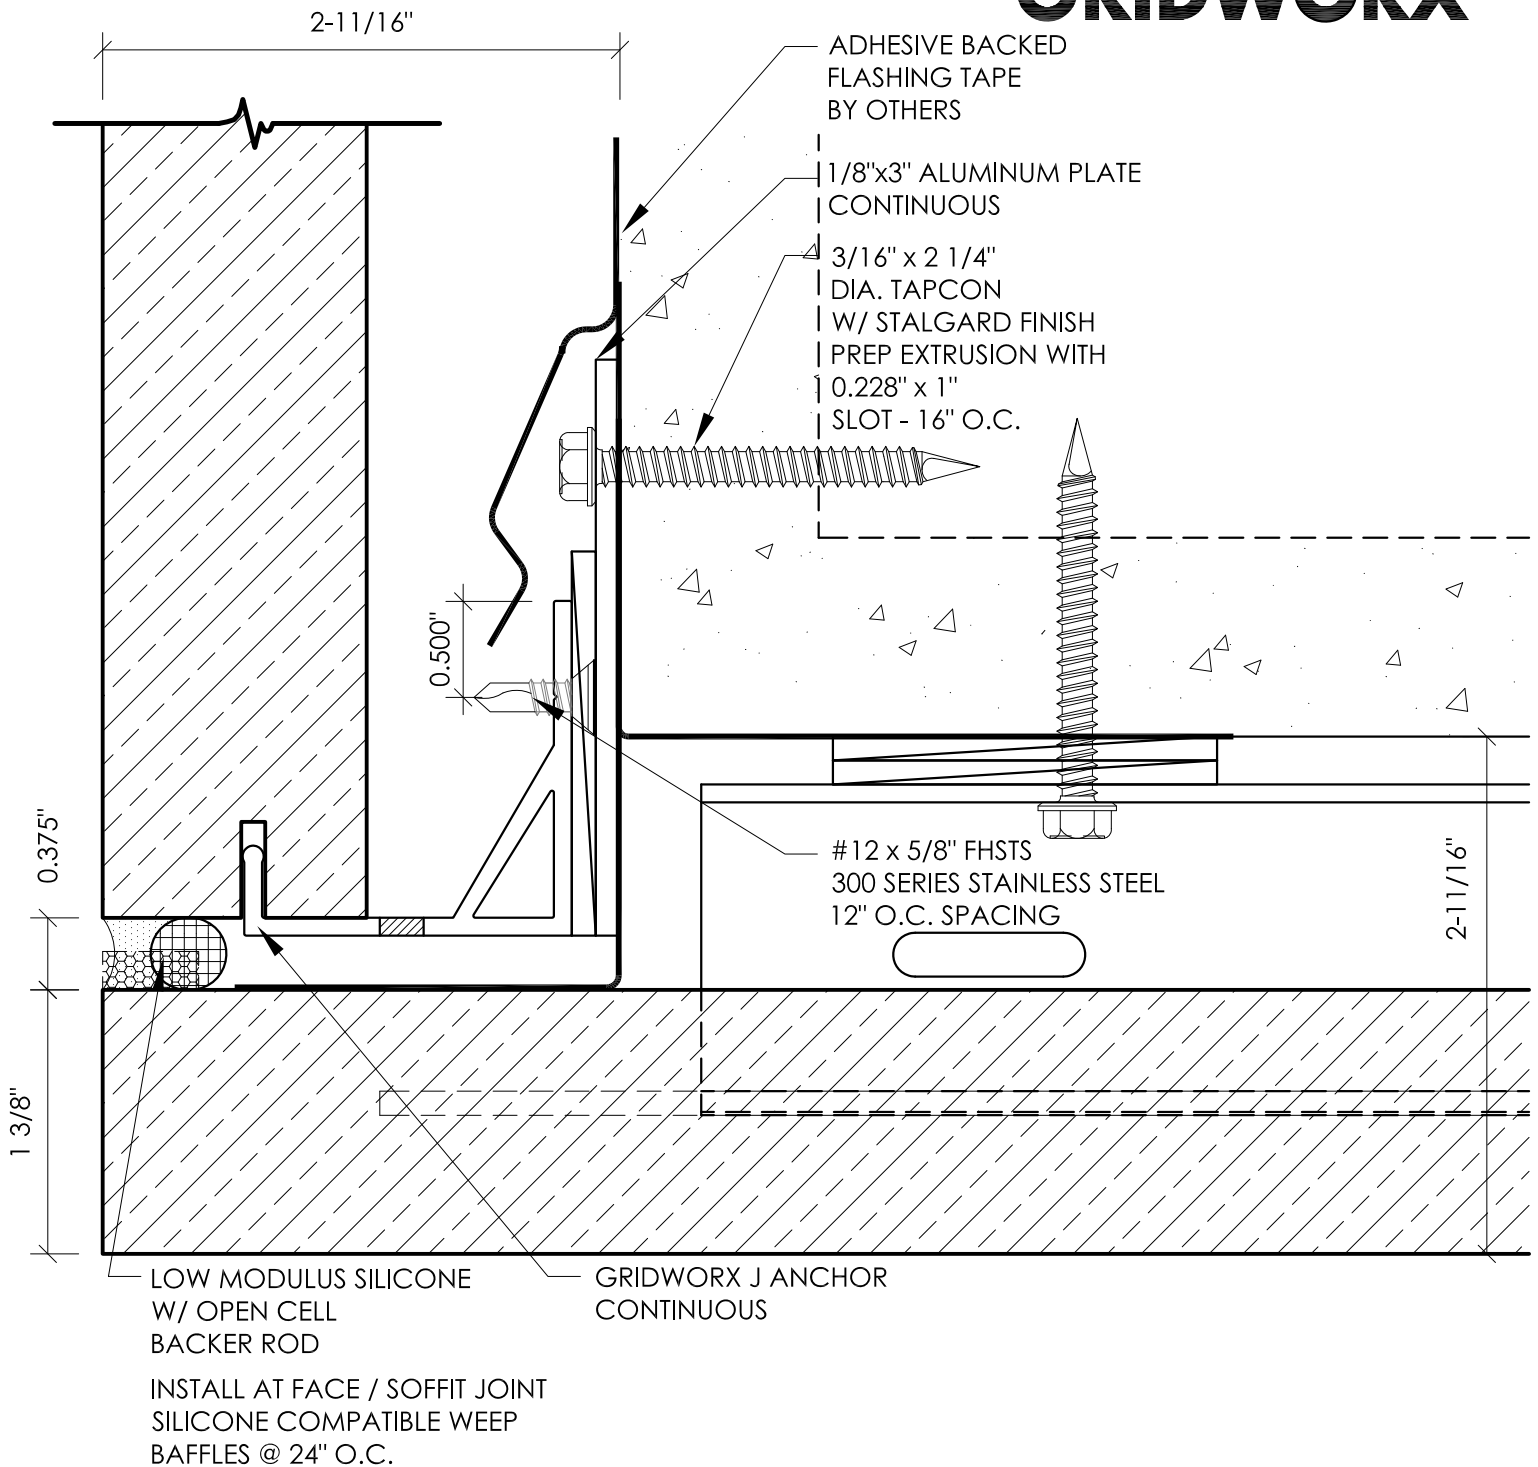 GRIDWORX
2-11/16"
ADHESIVE BACKED
FLASHING TAPE
BY OTHERS
1/8"x3" ALUMINUM PLATE
CONTINUOUS
3/16" x 2 1/4"
DIA. TAPCON
W/ STALGARD FINISH
PREP EXTRUSION WITH
0.228" x 1"
SLOT - 16" O.C.
0.500"
0.375"
#12 x 5/8" FHSTS
300 SERIES STAINLESS STEEL
12" O.C. SPACING
2-11/16"
1 3/8"
LOW MODULUS SILICONE
W/ OPEN CELL
BACKER ROD
INSTALL AT FACE / SOFFIT JOINT
SILICONE COMPATIBLE WEEP
BAFFLES @ 24" O.C.
GRIDWORX J ANCHOR
CONTINUOUS